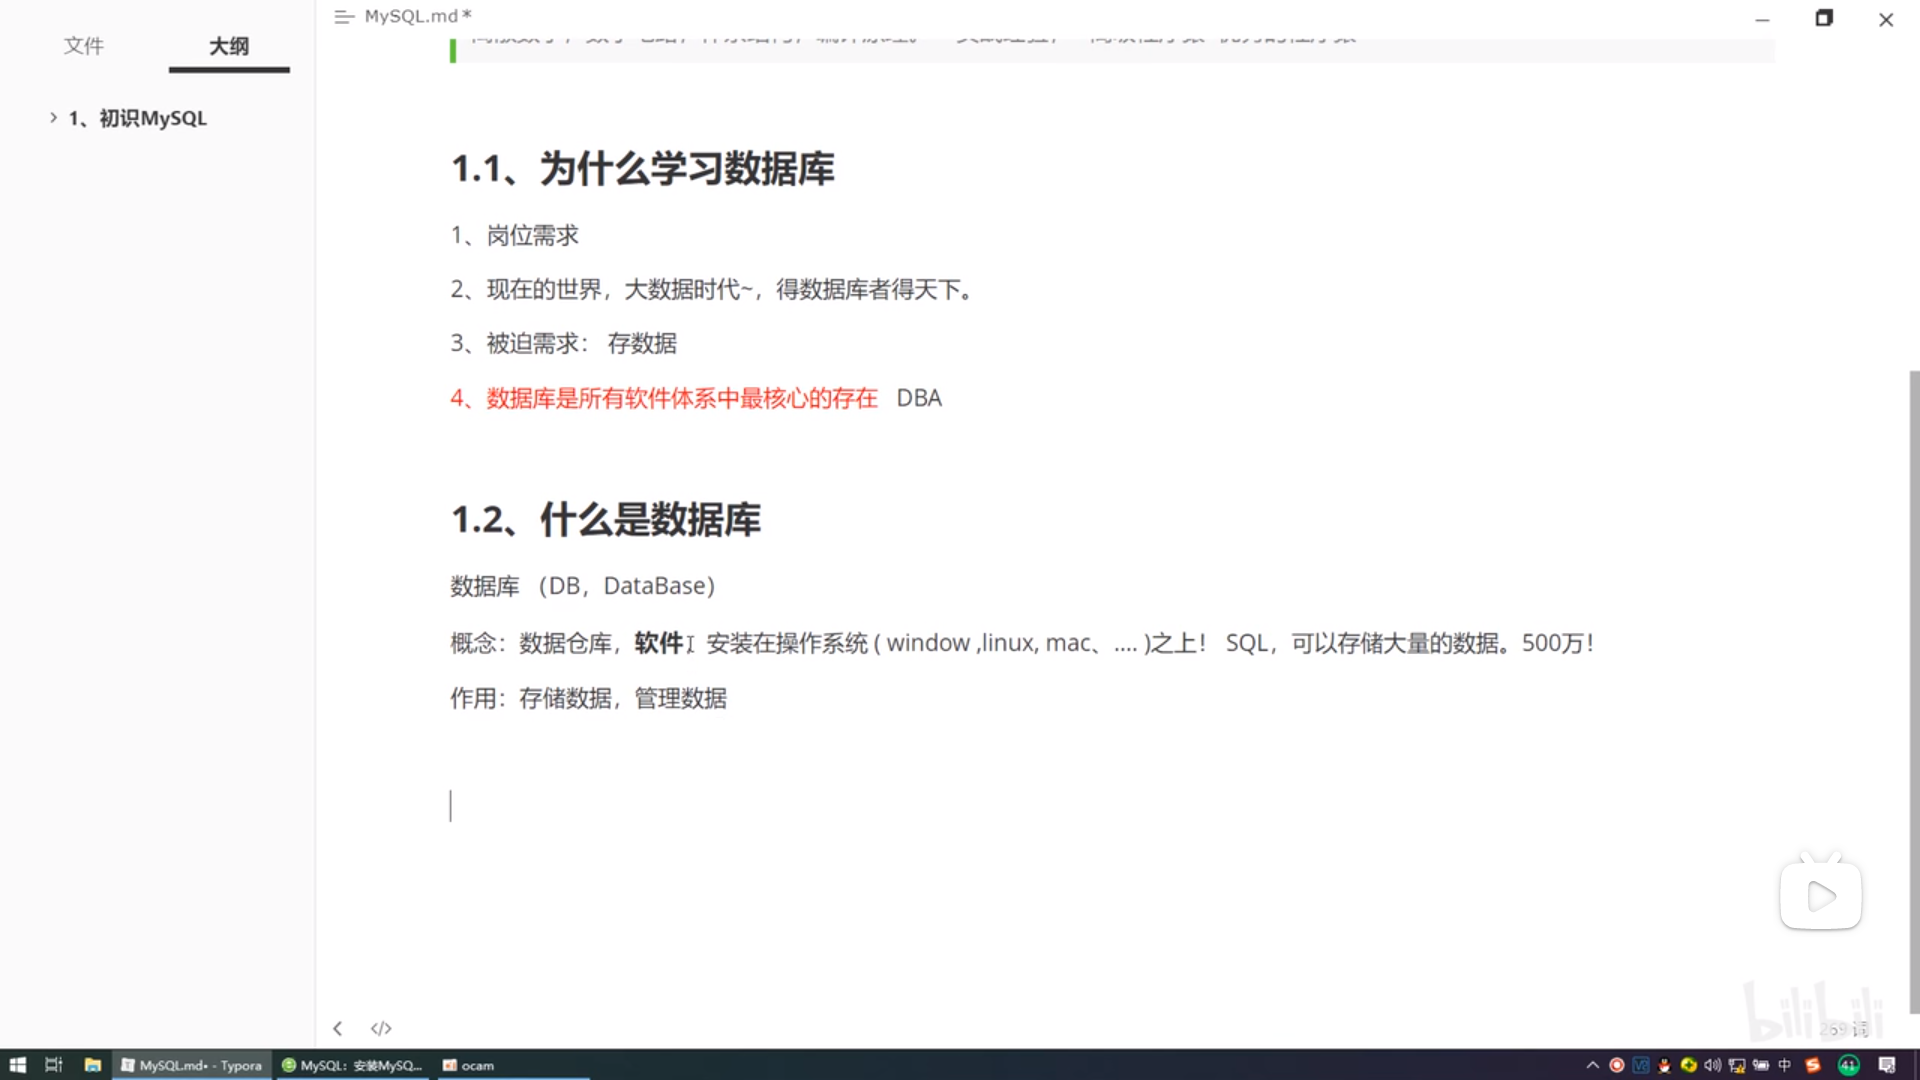 MySQL.md*
文件 大纲
1、初识MySQL
1.1、为什么学习数据库
1、岗位需求
2、现在的世界，大数据时代~，得数据库者得天下。
3、被迫需求： 存数据
4、数据库是所有软件体系中最核心的存在 DBA
1.2、什么是数据库
数据库 （DB，DataBase）
概念：数据仓库，软件，安装在操作系统 ( window ,linux, mac、.... )之上！ SQL，可以存储大量的数据。500万！
作用：存储数据，管理数据
bilibili
269 词
MySQL.md• - Typora
MySQL：安装MySQ...
ocam
中
41